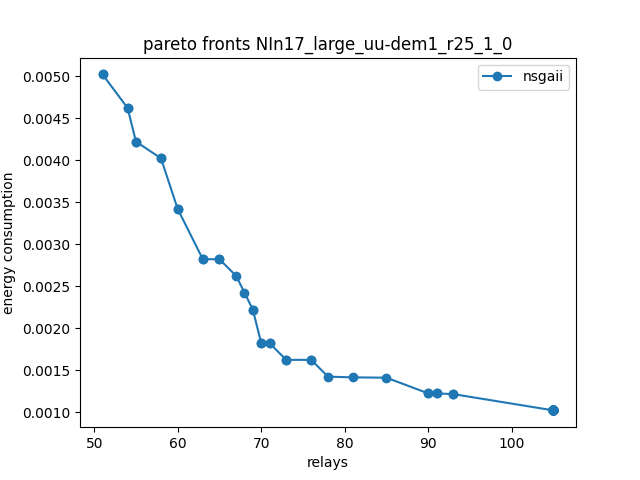 pareto fronts NIn17_large_uu-dem1_r25_1_0
nsgaii
energy consumption
0.0050
0.0045
0.0040
0.0035
0.0030
0.0025
0.0020
0.0015
0.0010
50 60 70 80 90 100
relays